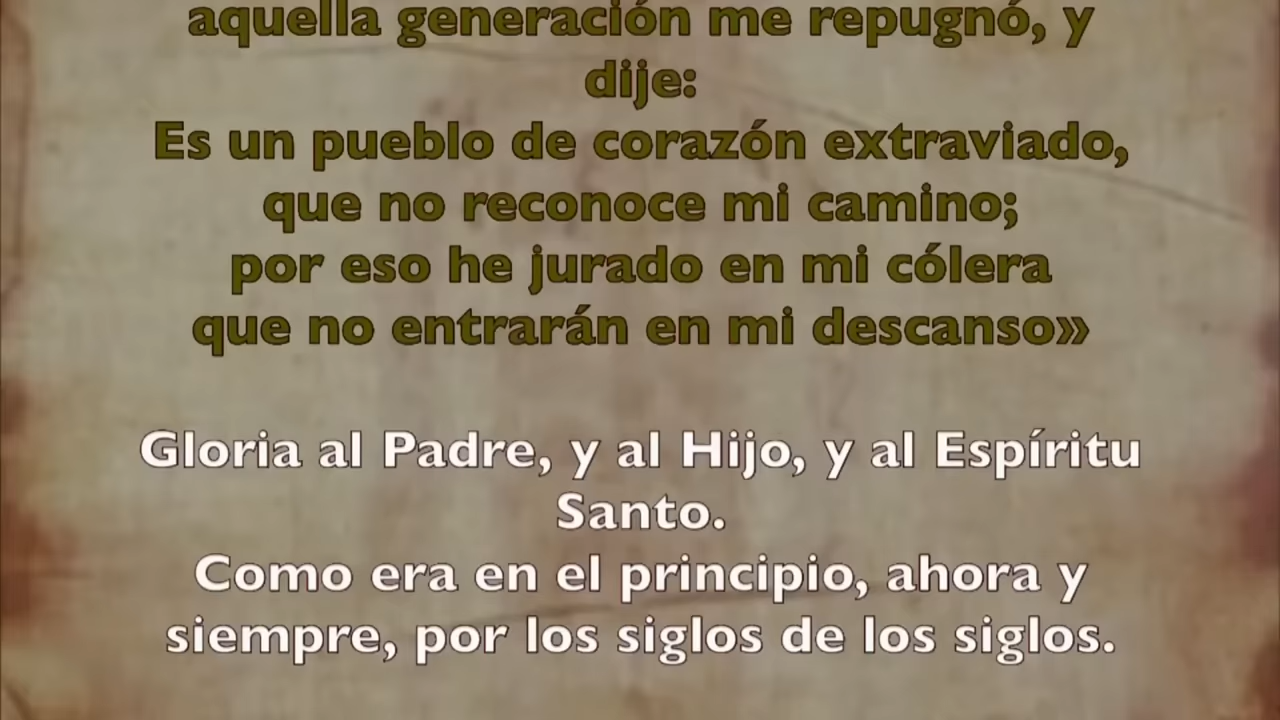 aquella generación me repugnó, y
dije:
Es un pueblo de corazón extraviado,
que no reconoce mi camino;
por eso he jurado en mi cólera
que no entrarán en mi descanso»
Gloria al Padre, y al Hijo, y al Espíritu
Santo.
Como era en el principio, ahora y
siempre, por los siglos de los siglos.